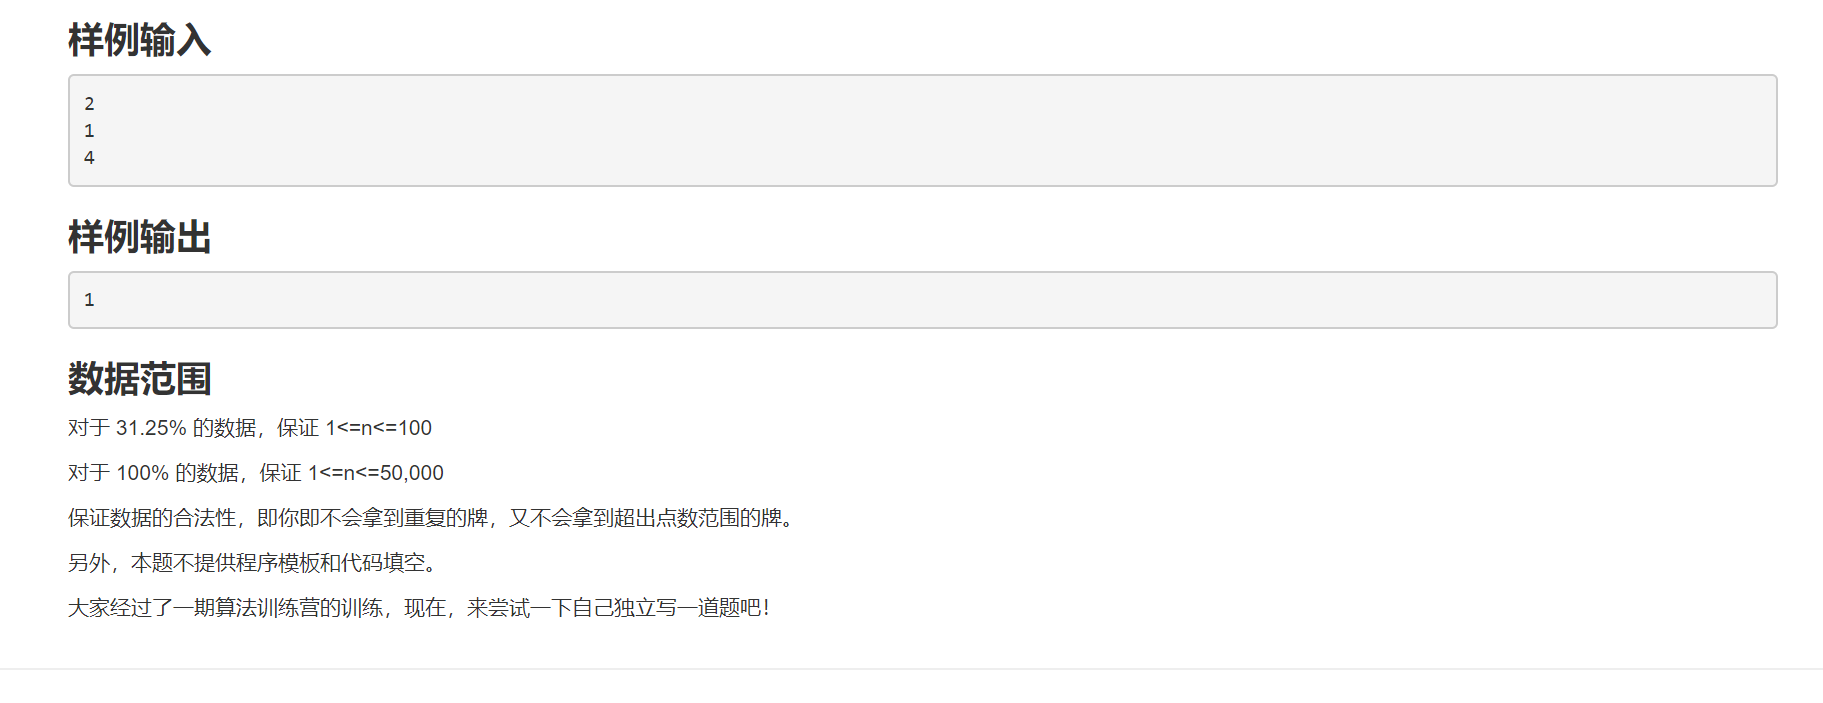 样例输入
2
1
4
样例输出
1
数据范围
对于 31.25% 的数据，保证 1<=n<=100
对于 100% 的数据，保证 1<=n<=50,000
保证数据的合法性，即你即不会拿到重复的牌，又不会拿到超出点数范围的牌。
另外，本题不提供程序模板和代码填空。
大家经过了一期算法训练营的训练，现在，来尝试一下自己独立写一道题吧！